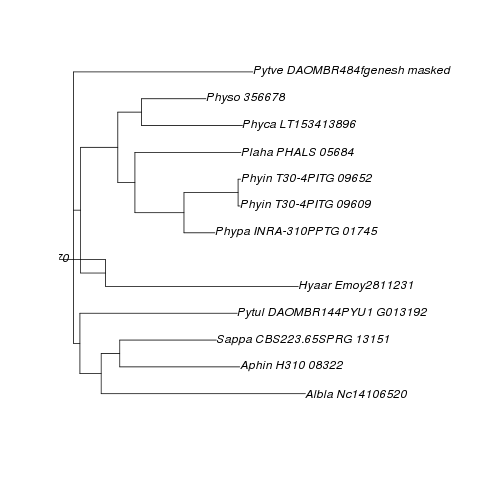 Pytve DAOMBR484fgenesh masked
Physo 356678
Phyca LT153413896
Plaha PHALS 05684
Phyin T30-4PITG 09652
Phyin T30-4PITG 09609
Phypa INRA-310PPTG 01745
Hyaar Emoy2811231
Pytul DAOMBR144PYU1 G013192
Sappa CBS223.65SPRG 13151
Aphin H310 08322
Albla Nc14106520